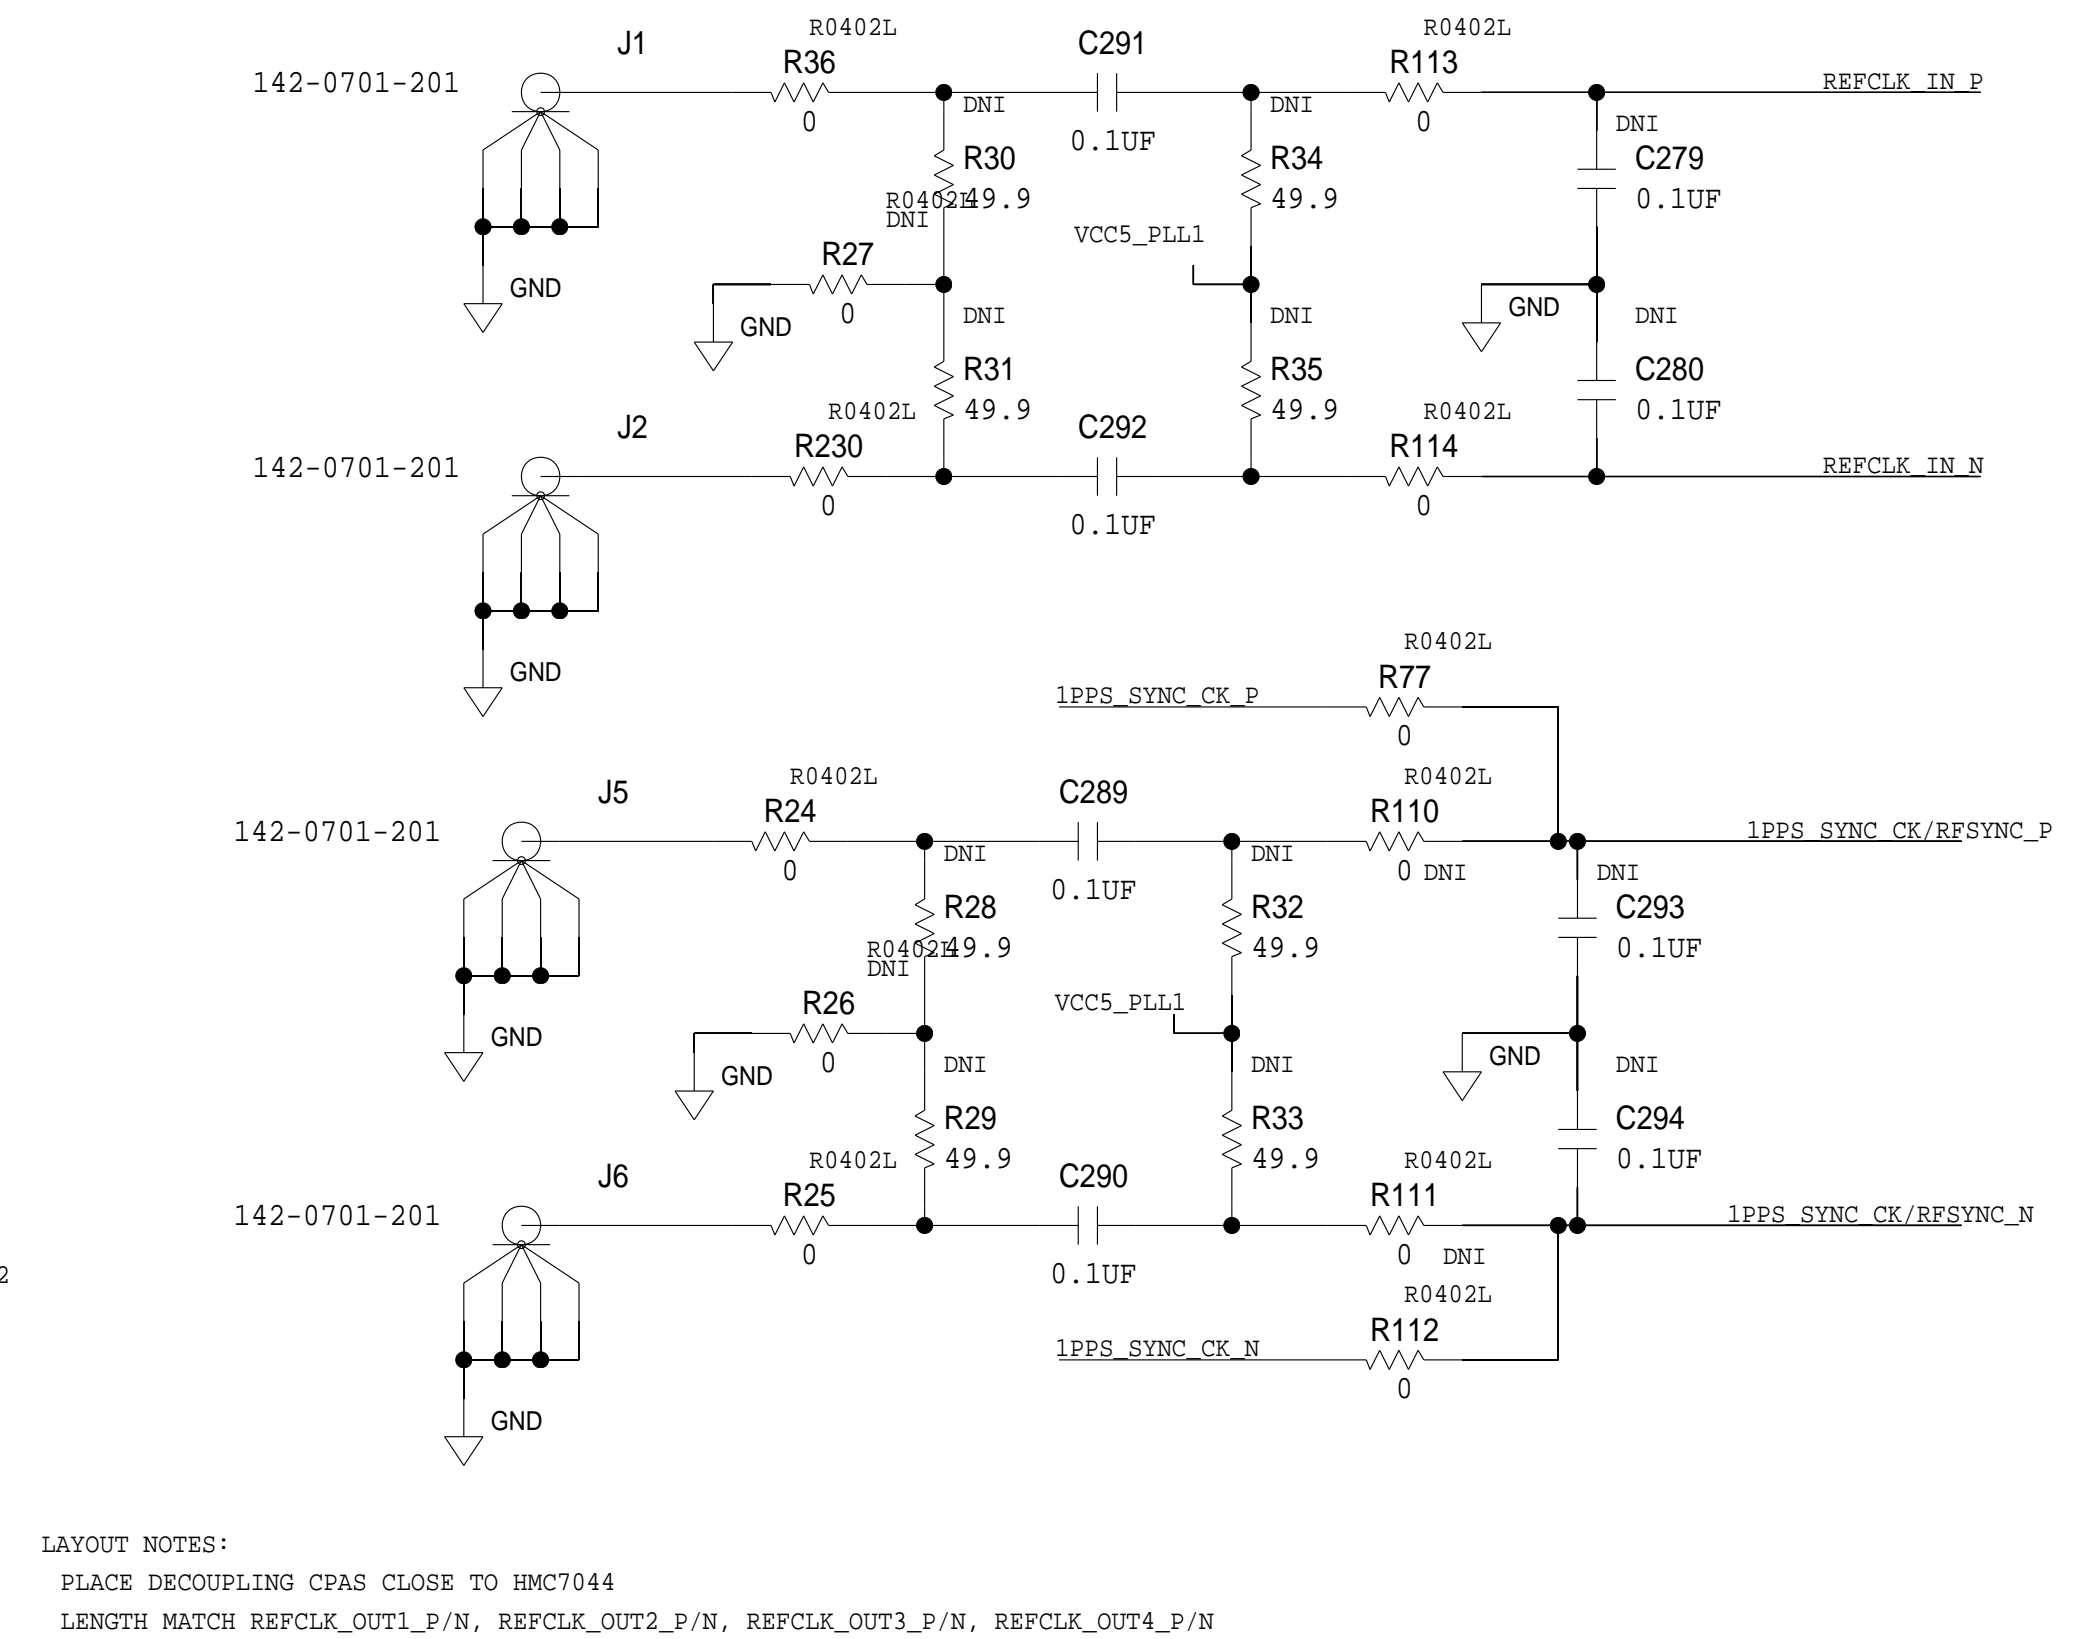 R0402L
R0402L
J1
R36
C291
R113
142-0701-201
REFCLK_IN_P
DNI
DNI
0
0
DNI
0.1UF
R30
R34
C279
49.9
49.9
0.1UF
R0402L
DNI
VCC5_PLL1
R27
GND
GND
GND
0
DNI
DNI
DNI
R31
R35
C280
49.9
49.9
0.1UF
R0402L
R0402L
J2
R230
C292
R114
142-0701-201
REFCLK_IN_N
0
0
0.1UF
GND
R0402L
R77
1PPS_SYNC_CK_P
0
R0402L
R0402L
J5
R24
C289
R110
142-0701-201
1PPS_SYNC_CK/RFSYNC_P
DNI
DNI
0
0 DNI
DNI
0.1UF
R28
R32
C293
49.9
49.9
0.1UF
R0402L
DNI
VCC5_PLL1
R26
GND
GND
GND
0
DNI
DNI
DNI
R29
R33
C294
49.9
49.9
0.1UF
R0402L
R0402L
J6
R25
C290
R111
142-0701-201
1PPS_SYNC_CK/RFSYNC_N
0
0 DNI
0.1UF
2
R0402L
R112
1PPS_SYNC_CK_N
0
GND
LAYOUT NOTES:
PLACE DECOUPLING CPAS CLOSE TO HMC7044
LENGTH MATCH REFCLK_OUT1_P/N, REFCLK_OUT2_P/N, REFCLK_OUT3_P/N, REFCLK_OUT4_P/N